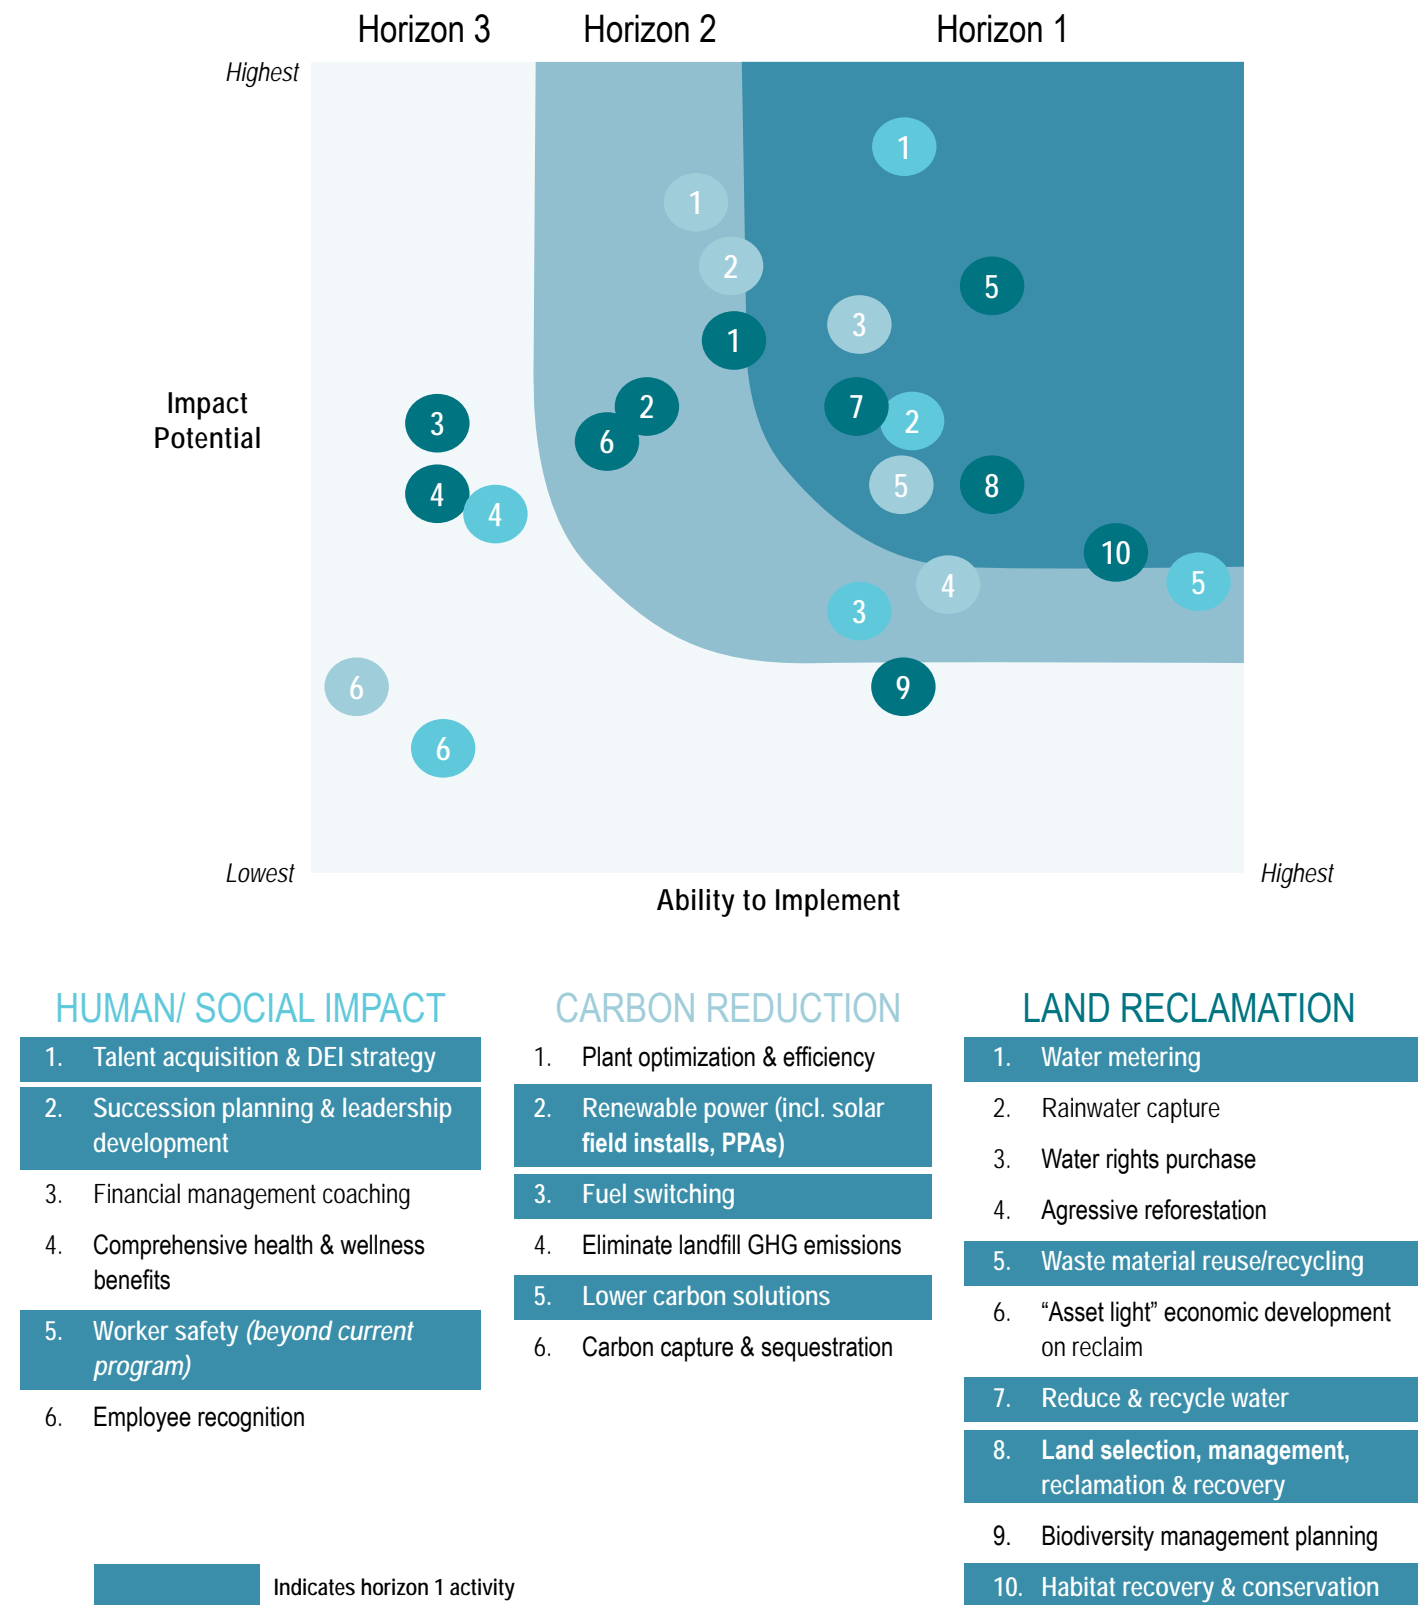 Horizon 3
Horizon 2
Horizon 1
Highest
1
1
2
5
3
1
Impact
Potential
7
2
2
3
6
5
8
4
4
10
4
5
3
6
9
6
Lowest
Highest
Ability to Implement
HUMAN/ SOCIAL IMPACT
1. Talent acquisition & DEI strategy
2. Succession planning & leadership
development
3. Financial management coaching
4. Comprehensive health & wellness
benefits
5. Worker safety (beyond current
program)
6. Employee recognition
CARBON REDUCTION
1. Plant optimization & efficiency
2. Renewable power (incl. solar
field installs, PPAs)
3. Fuel switching
4. Eliminate landfill GHG emissions
5. Lower carbon solutions
6. Carbon capture & sequestration
LAND RECLAMATION
1. Water metering
2. Rainwater capture
3. Water rights purchase
4. Agressive reforestation
5. Waste material reuse/recycling
6. “Asset light” economic development
on reclaim
7. Reduce & recycle water
8. Land selection, management,
reclamation & recovery
9. Biodiversity management planning
10. Habitat recovery & conservation
Indicates horizon 1 activity